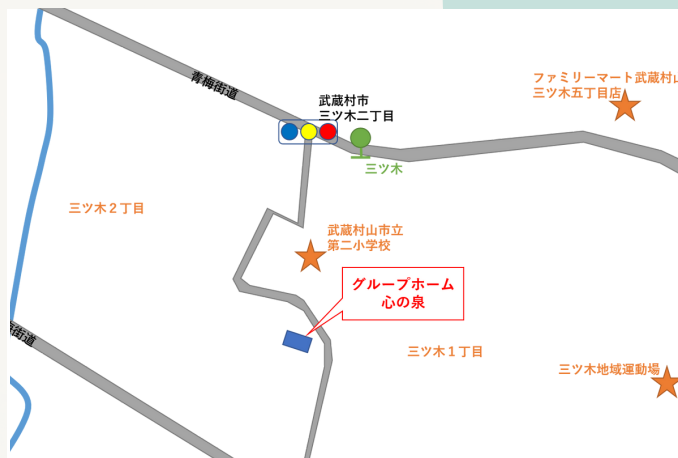 青梅街道
武蔵村市
三ツ木二丁目
ファミリーマート武蔵村山
三ツ木五丁目店
三ツ木
三ツ木２丁目
武蔵村山市立
第二小学校
グループホーム
心の泉
街道
三ツ木１丁目
三ツ木地域運動場